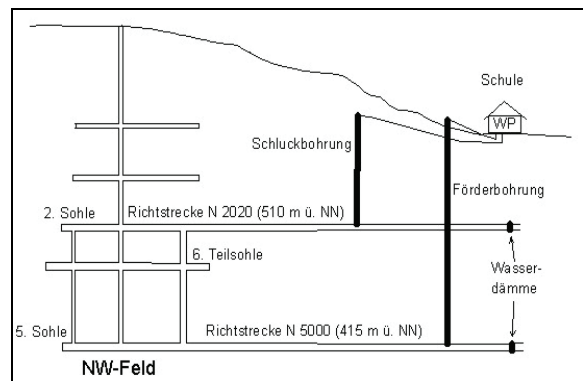 Schule
WP
Schluckbohrung
Förderbohrung
2. Sohle
Richtstrecke N 2020 (510 m ü. NN)
6. Teilsohle
Wasser-
dämme
5. Sohle
Richtstrecke N 5000 (415 m ü. NN)
NW-Feld